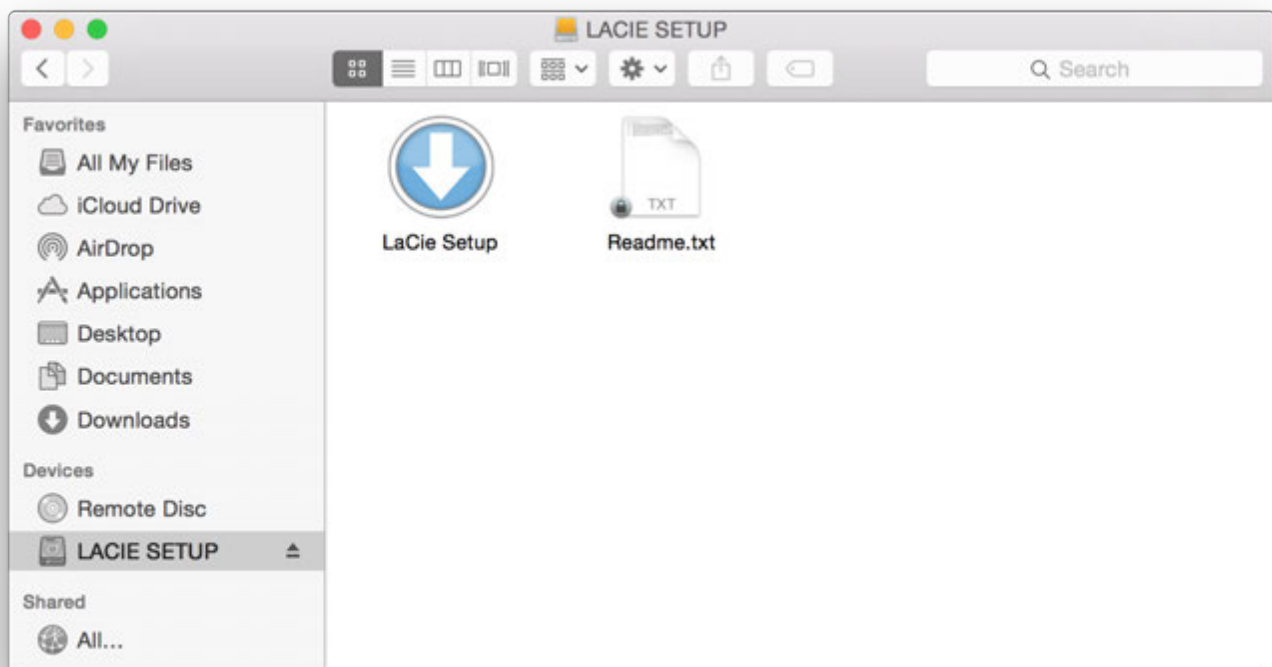 LACIE SETUP
Search
Favorites
All My Files
iCloud Drive
AirDrop
Applications
Desktop
Documents
Downloads
Devices
Remote Disc
LACIE SETUP
Shared
All...
TXT
LaCie Setup
Readme.txt